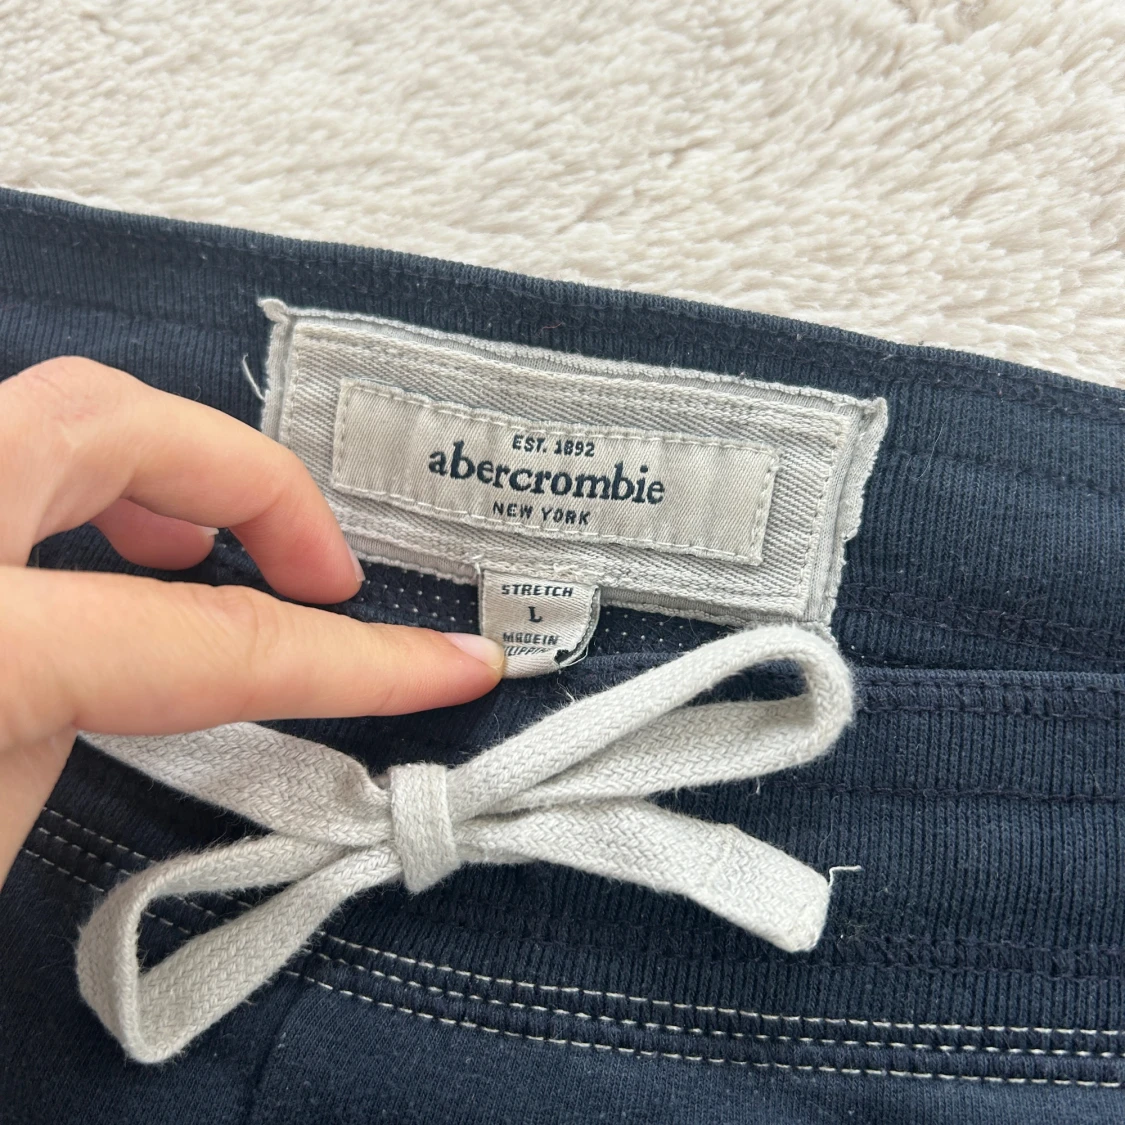 EST. 1892
abercrombie
NEW YORK
STRETCH
L
MADE IN